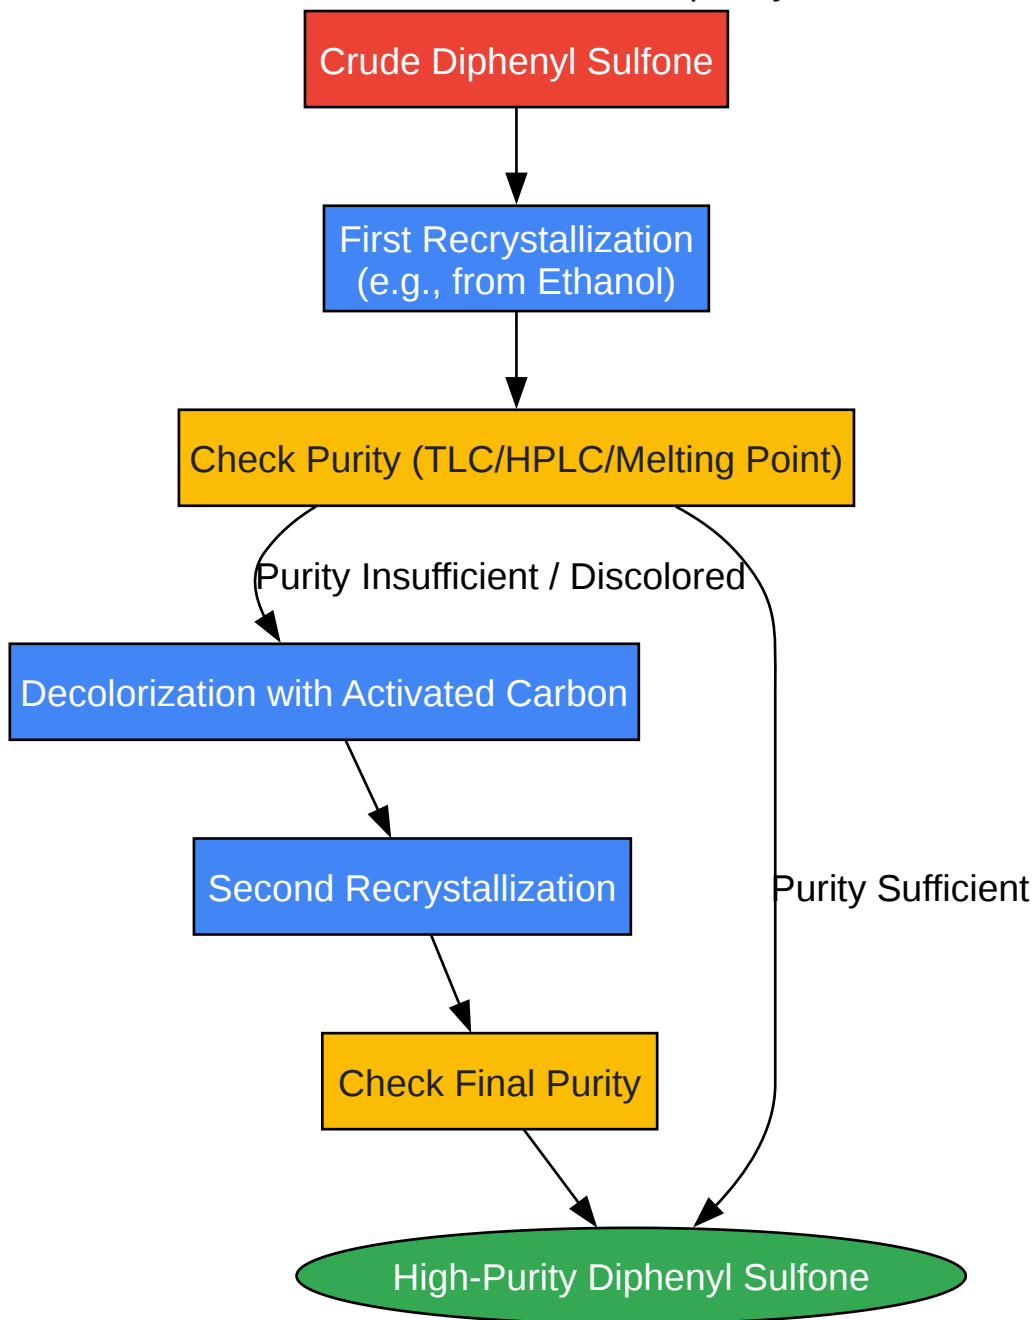 Crude Diphenyl Sulfone
First Recrystallization
(e.g., from Ethanol)
Check Purity (TLC/HPLC/Melting Point)
Purity Insufficient / Discolored
Decolorization with Activated Carbon
Second Recrystallization
Purity Sufficient
Check Final Purity
High-Purity Diphenyl Sulfone